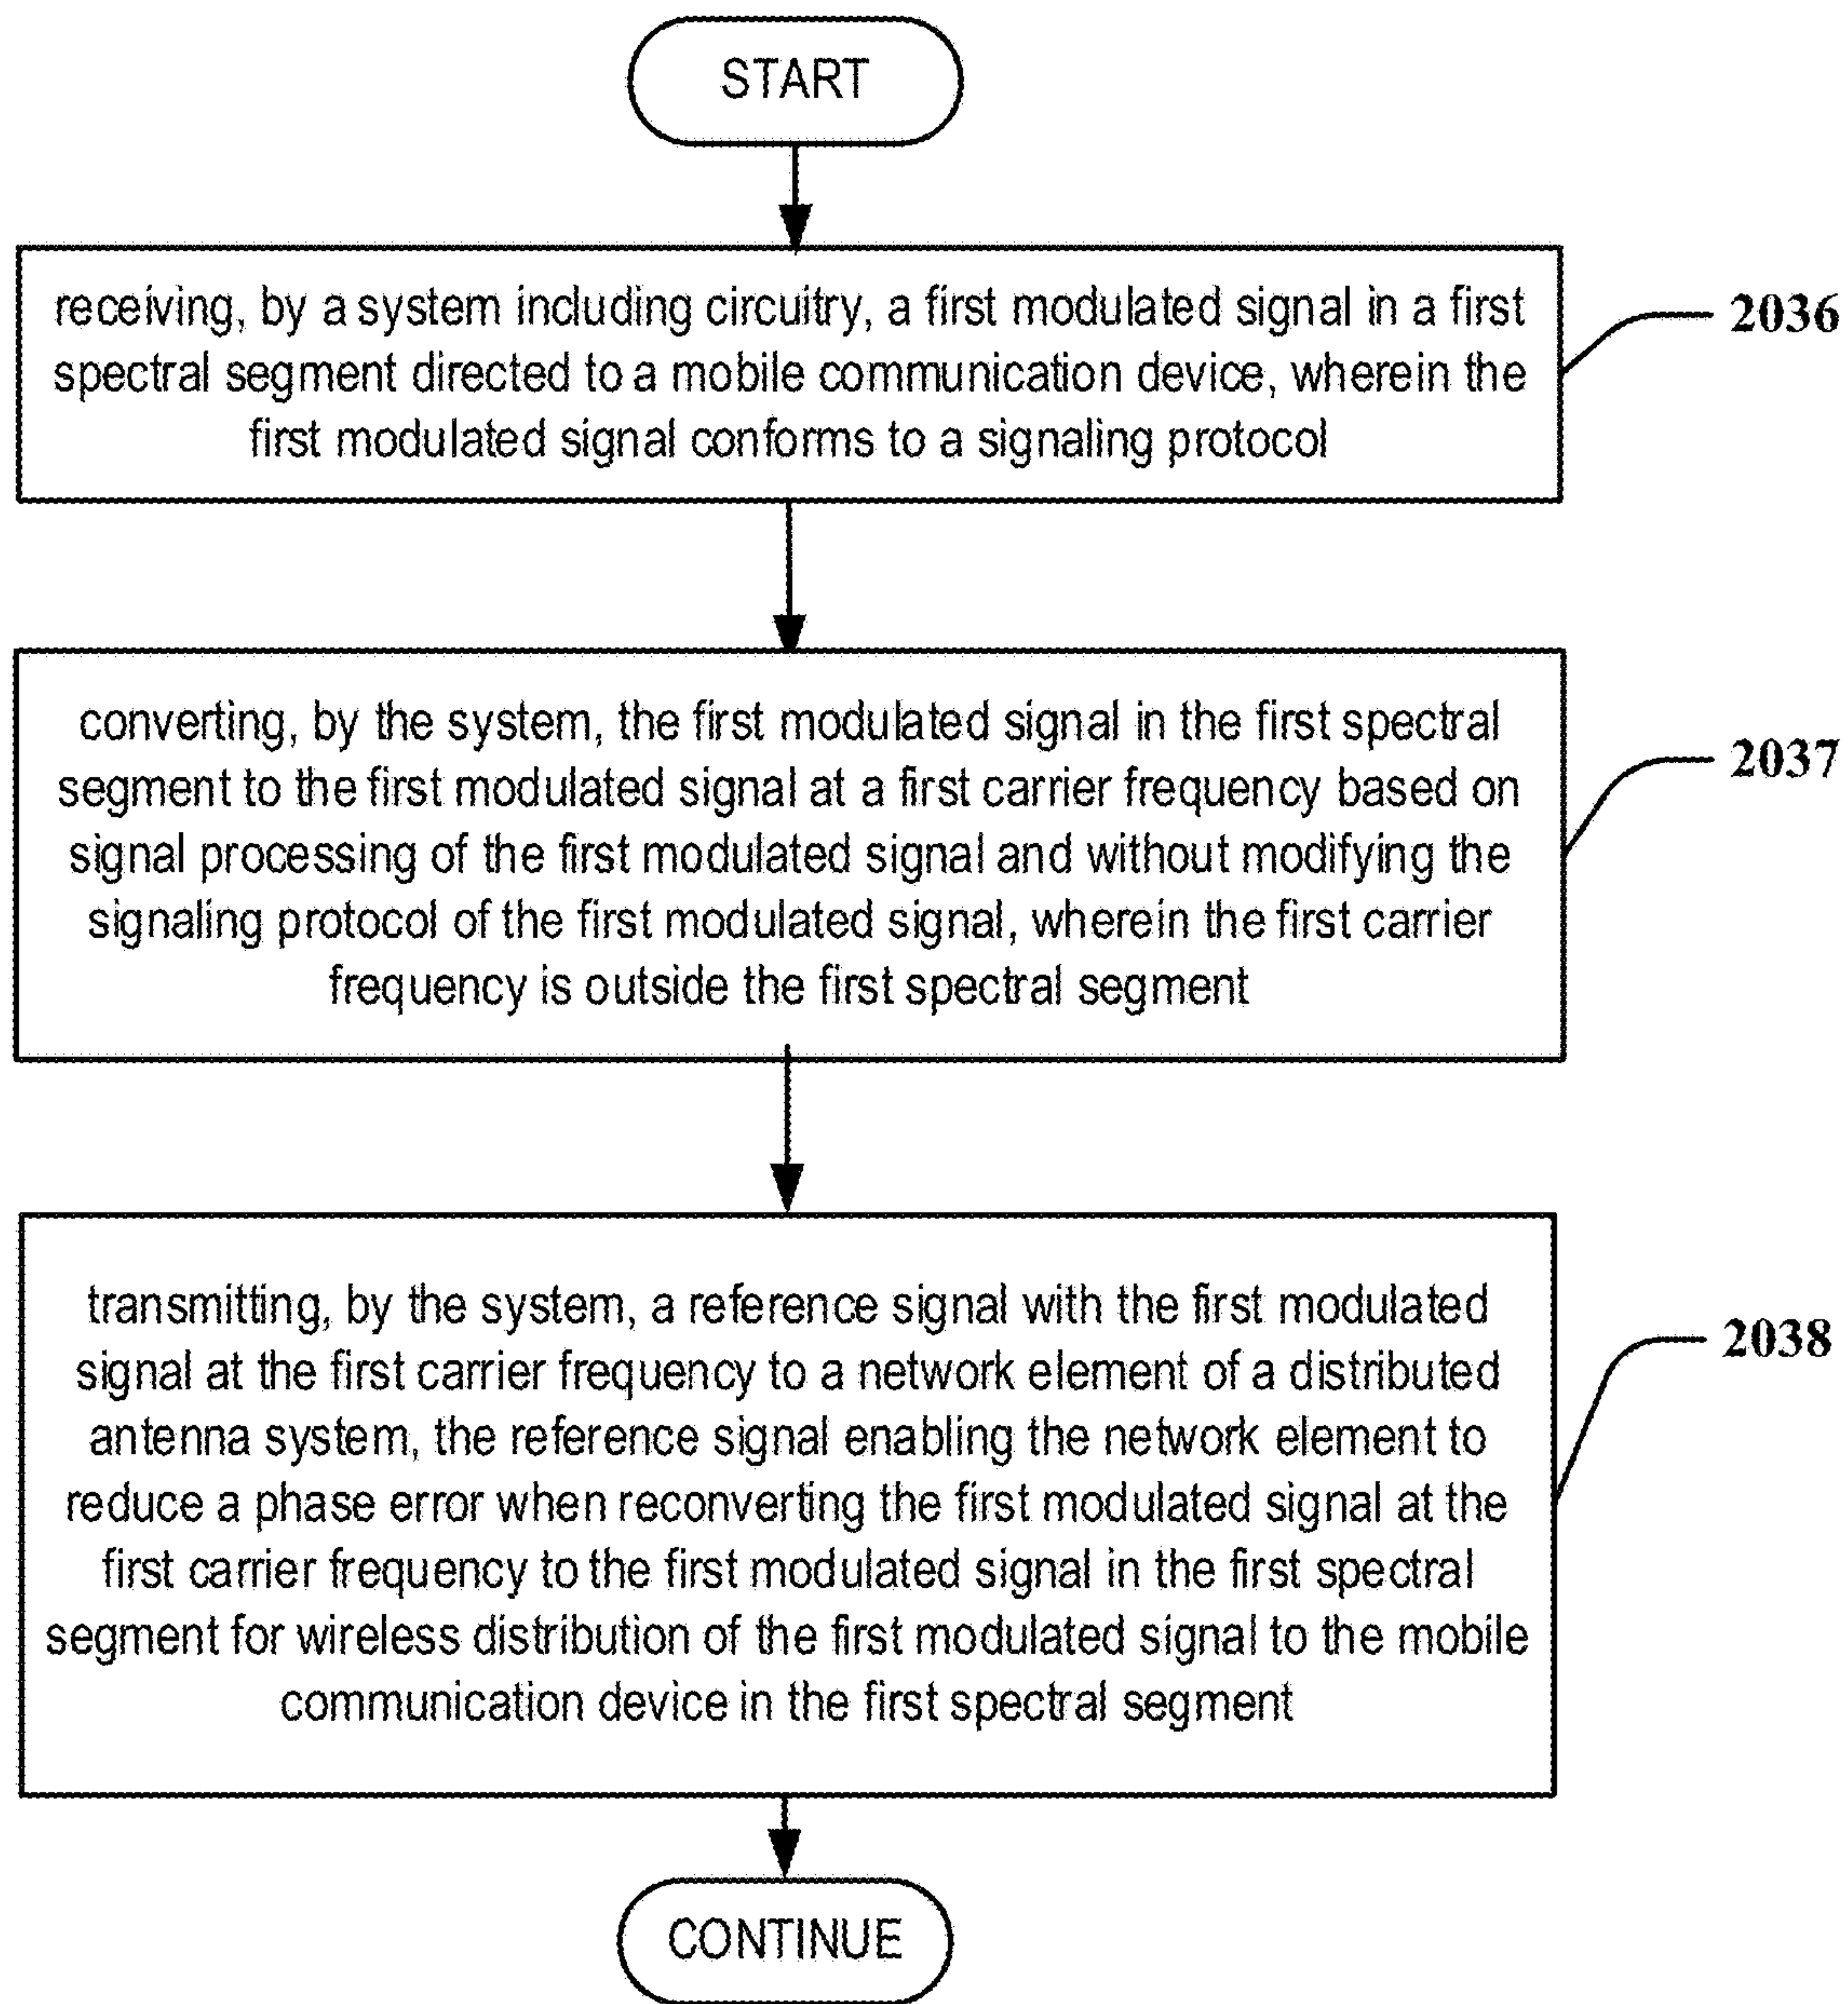 START
receiving, by a system including circuitry, a first modulated signal in a first
spectral segment directed to a mobile communication device, wherein the
first modulated signal conforms to a signaling protocol
2036
converting, by the system, the first modulated signal in the first spectral
segment to the first modulated signal at a first carrier frequency based on
signal processing of the first modulated signal and without modifying the
signaling protocol of the first modulated signal, wherein the first carrier
frequency is outside the first spectral segment
2037
transmitting, by the system, a reference signal with the first modulated
signal at the first carrier frequency to a network element of a distributed
antenna system, the reference signal enabling the network element to
reduce a phase error when reconverting the first modulated signal at the
first carrier frequency to the first modulated signal in the first spectral
segment for wireless distribution of the first modulated signal to the mobile
communication device in the first spectral segment
2038
CONTINUE